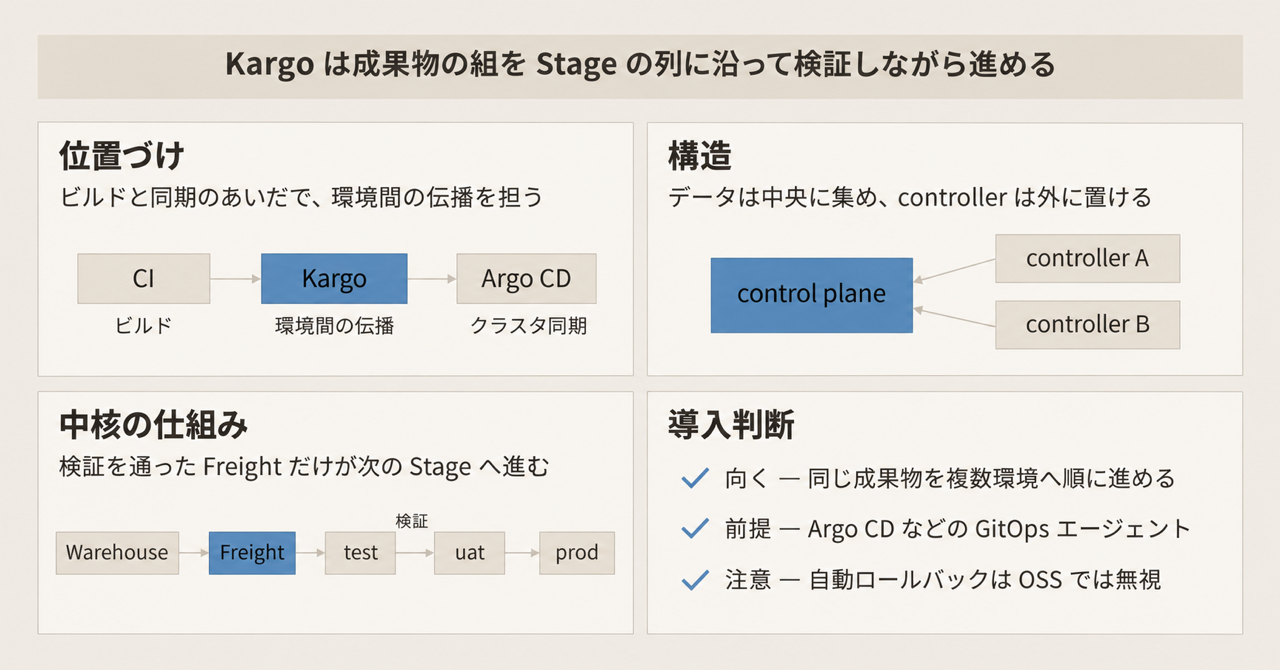 Kargo は成果物の組を Stage の列に沿って検証しながら進める
位置づけ
ビルドと同期のあいだで、環境間の伝播を担う
CI
Kargo
Argo CD
ビルド
環境間の伝播
クラスタ同期
構造
データは中央に集め、controller は外に置ける
control plane
controller A
controller B
中核の仕組み
検証を通った Freight だけが次の Stage へ進む
検証
Warehouse
Freight
test
uat
prod
導入判断
向く — 同じ成果物を複数環境へ順に進める
前提 — Argo CD などの GitOps エージェント
注意 — 自動ロールバックは OSS では無視